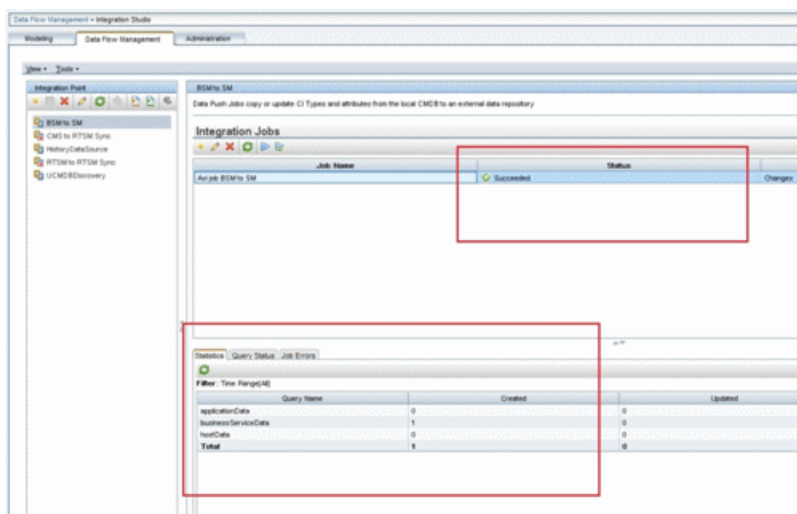 Data Flow Management > Integration Studio
Modeling Data Flow Management Administration
View Tools
Integration Point
BSM to SM
CMS to RTSM Sync
HistoryDataSource
RTSM to RTSM Sync
UCMDBDiscovery
BSM to SM
Data Push Jobs copy or update CI Types and attributes from the local CMDB to an external data repository
Integration Jobs
Job Name Status
Avi job BSM to SM Succeeded Changes
Statistics Query Status Job Errors
Filter: Time Range[All]
Query Name Created Updated
applicationData 0 0
businessServiceData 1 0
hostData 0 0
Total 1 0